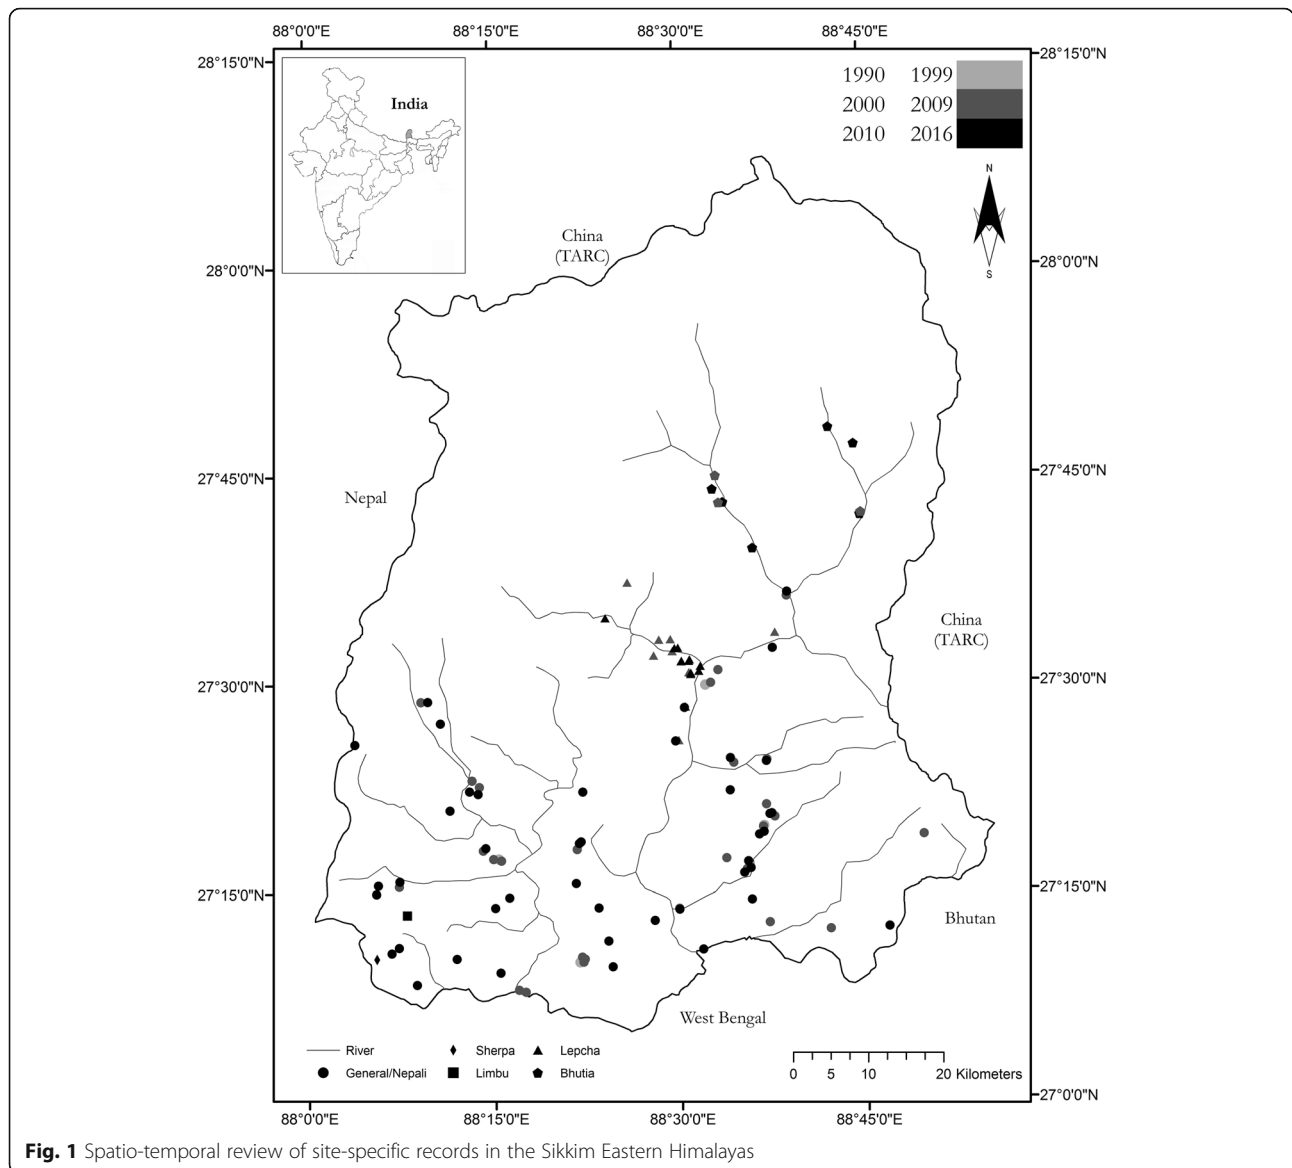 88°0'0"E 88°15'0"E 88°30'0"E 88°45'0"E
28°15'0"N 28°15'0"N
India
1990 1999
2000 2009
2010 2016
N
S
China
(TARC)
28°0'0"N 28°0'0"N
27°45'0"N 27°45'0"N
Nepal
China
(TARC)
27°30'0"N 27°30'0"N
27°15'0"N 27°15'0"N
Bhutan
West Bengal
River Sherpa Lepcha
General/Nepali Limbu Bhutia
0 5 10 20 Kilometers
27°0'0"N
88°0'0"E 88°15'0"E 88°30'0"E 88°45'0"E
Fig. 1 Spatio-temporal review of site-specific records in the Sikkim Eastern Himalayas